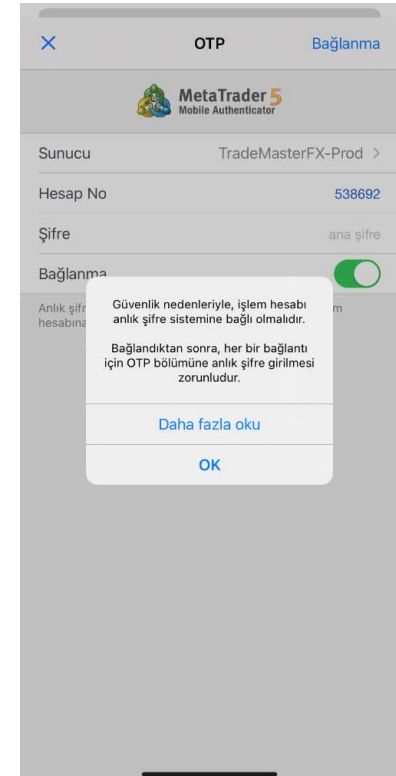 OTP
Bağlanma
MetaTrader 5
Mobile Authenticator
Sunucu TradeMasterFX-Prod
Hesap No 538692
Şifre ana şifre
Bağlanma
Anlık
hesabına
Güvenlik nedenleriyle, işlem hesabı
anlık şifre sistemine bağlı olmalıdır.
Bağlandıktan sonra, her bir bağlantı
için OTP bölümüne anlık şifre girilmesi
zorunludur.
Daha fazla oku
OK